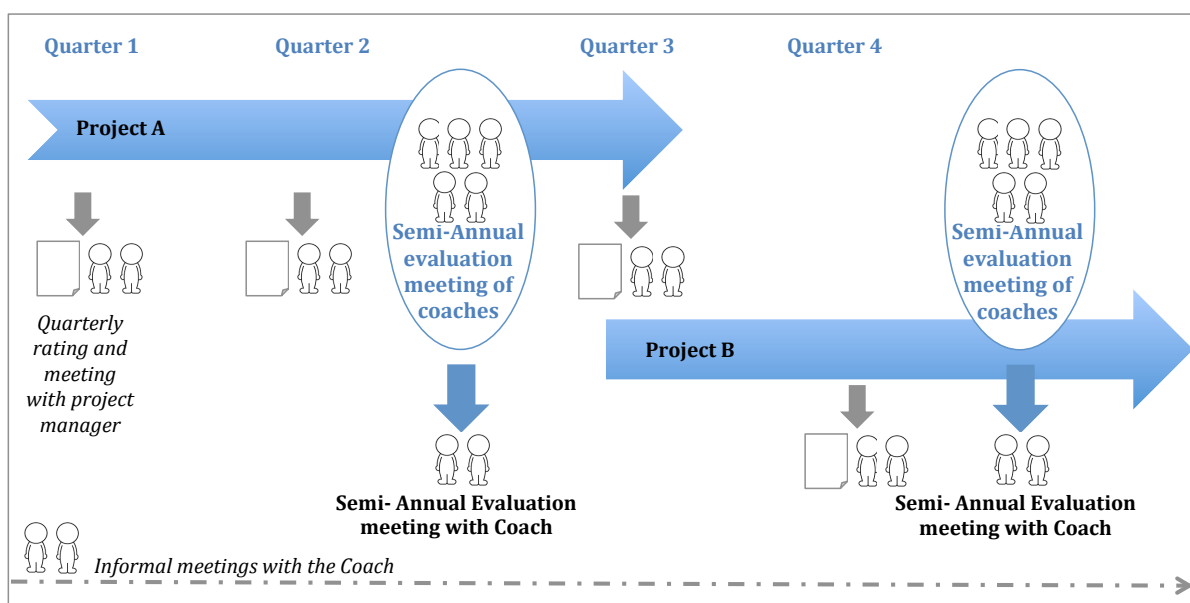 Quarter 1
Quarter 2
Quarter 3
Quarter 4
Project A
Semi-Annual
evaluation
meeting of
coaches
Semi-Annual
evaluation
meeting of
coaches
Quarterly
rating and
meeting
with project
manager
Project B
Semi- Annual Evaluation
meeting with Coach
Semi- Annual Evaluation
meeting with Coach
Informal meetings with the Coach